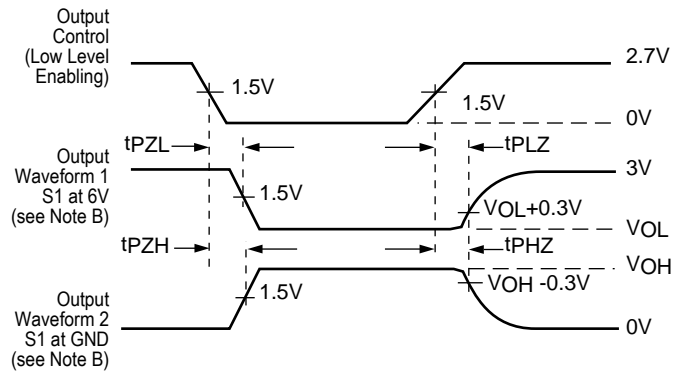 Output
Control
(Low Level
Enabling)
2.7V
1.5V
1.5V
0V
tPZL
tPLZ
Output
Waveform 1
S1 at 6V
(see Note B)
3V
1.5V
VOL+0.3V
VOL
tPZH
tPHZ
VOH
Output
Waveform 2
S1 at GND
(see Note B)
1.5V
VOH -0.3V
0V